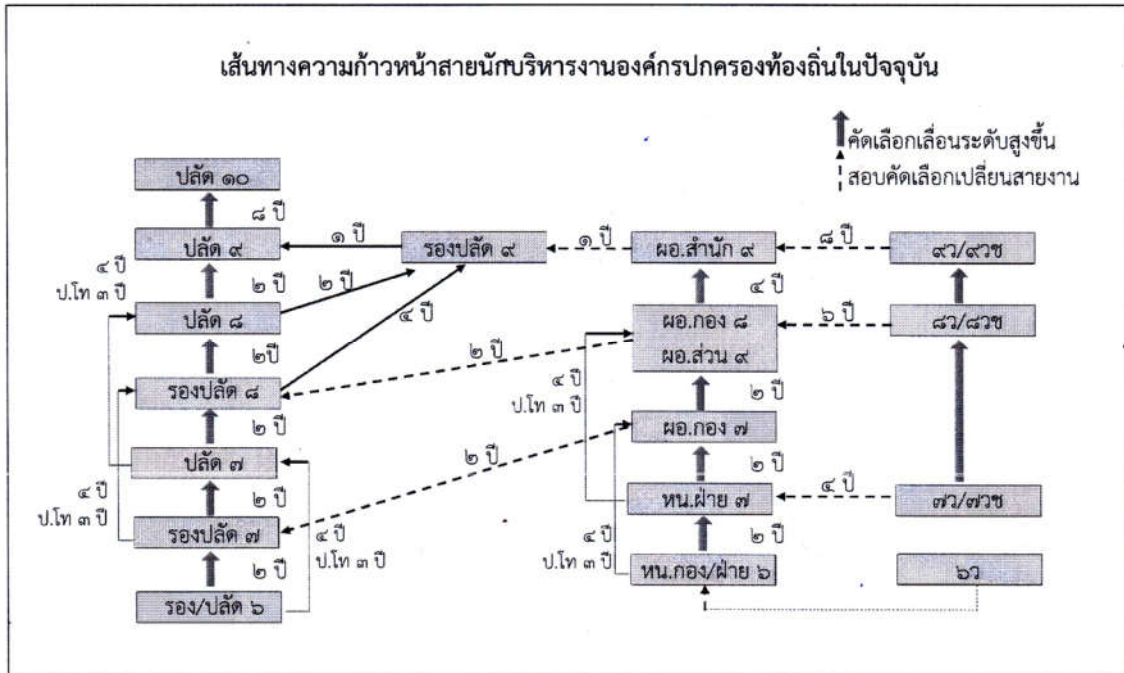 เส้นทางความก้าวหน้าสายนักบริหารงานองค์กรปกครองท้องถิ่นในปัจจุบัน
คัดเลือกเลื่อนระดับสูงขึ้น
สอบคัดเลือกเปลี่ยนสายงาน
ปลัด ๑๐
๘ ปี
ปลัด ๙
๑ ปี
รองปลัด ๙
๑ ปี
ผอ.สำนัก ๙
๘ ปี
๙ว/๙วช
๔ ปี
ป.โท ๓ ปี
๒ ปี
๒ ปี
๔ ปี
๔ ปี
ปลัด ๘
ผอ.กอง ๘
ผอ.ส่วน ๙
๖ ปี
๘ว/๘วช
๒ปี
๒ ปี
รองปลัด ๘
๔ ปี
ป.โท ๓ ปี
๒ ปี
๒ ปี
ผอ.กอง ๗
ปลัด ๗
๒ ปี
๒ ปี
๔ ปี
ป.โท ๓ ปี
๒ ปี
หน.ฝ่าย ๗
๔ ปี
๗ว/๗วช
รองปลัด ๗
๔ ปี
ป.โท ๓ ปี
๔ ปี
ป.โท ๓ ปี
๒ ปี
๒ ปี
หน.กอง/ฝ่าย ๖
๖ว
รอง/ปลัด ๖